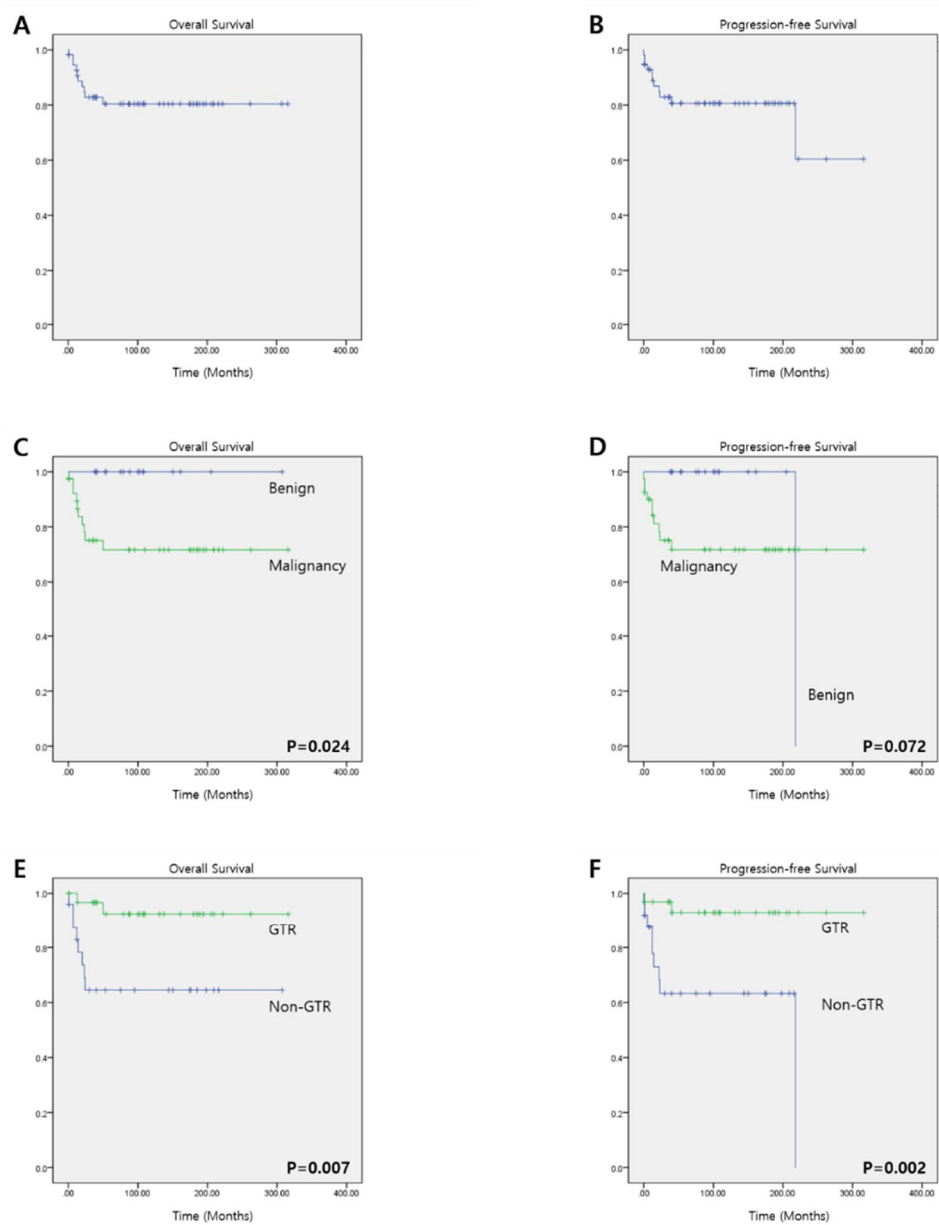 A
Overall Survival
1.0
0.8
0.6
0.4
0.2
0.0
.00 100.00 200.00 300.00 400.00
Time (Months)
B
Progression-free Survival
1.0
0.8
0.6
0.4
0.2
0.0
.00 100.00 200.00 300.00 400.00
Time (Months)
C
Overall Survival
1.0
Benign
0.8
Malignancy
0.6
0.4
0.2
0.0
P=0.024
.00 100.00 200.00 300.00 400.00
Time (Months)
D
Progression-free Survival
1.0
0.8
Malignancy
0.6
0.4
0.2
Benign
0.0
P=0.072
.00 100.00 200.00 300.00 400.00
Time (Months)
E
Overall Survival
1.0
GTR
0.8
0.6
Non-GTR
0.4
0.2
0.0
P=0.007
.00 100.00 200.00 300.00 400.00
Time (Months)
F
Progression-free Survival
1.0
GTR
0.8
0.6
Non-GTR
0.4
0.2
0.0
P=0.002
.00 100.00 200.00 300.00 400.00
Time (Months)